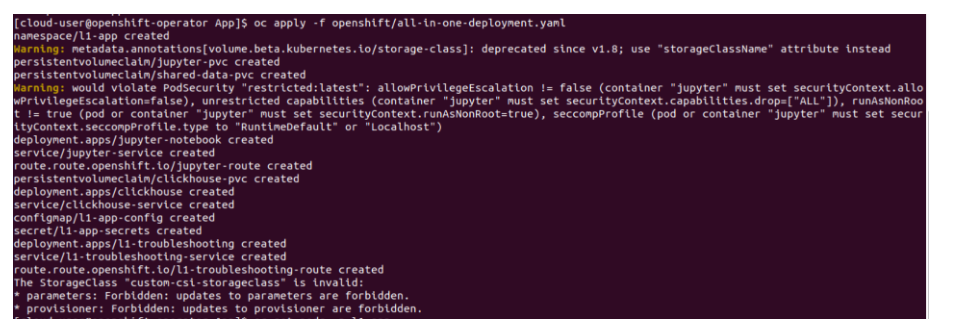 [cloud-user@openshift-operator App]$ oc apply -f openshift/all-in-one-deployment.yaml
namespace/l1-app created
Warning: metadata.annotations[volume.beta.kubernetes.io/storage-class]: deprecated since v1.8; use "storageClassName" attribute instead
persistentvolumeclaim/jupyter-pvc created
persistentvolumeclaim/shared-data-pvc created
Warning: would violate PodSecurity "restricted:latest": allowPrivilegeEscalation != false (container "jupyter" must set securityContext.allo
wPrivilegeEscalation=false), unrestricted capabilities (container "jupyter" must set securityContext.capabilities.drop=["ALL"]), runAsNonRoo
t != true (pod or container "jupyter" must set securityContext.runAsNonRoot=true), seccompProfile (pod or container "jupyter" must set secur
ityContext.seccompProfile.type to "RuntimeDefault" or "Localhost")
deployment.apps/jupyter-notebook created
service/jupyter-service created
route.route.openshift.io/jupyter-route created
persistentvolumeclaim/clickhouse-pvc created
deployment.apps/clickhouse created
service/clickhouse-service created
configmap/l1-app-config created
secret/l1-app-secrets created
deployment.apps/l1-troubleshooting created
service/l1-troubleshooting-service created
route.route.openshift.io/l1-troubleshooting-route created
The StorageClass "custom-csi-storageclass" is invalid:
* parameters: Forbidden: updates to parameters are forbidden.
* provisioner: Forbidden: updates to provisioner are forbidden.